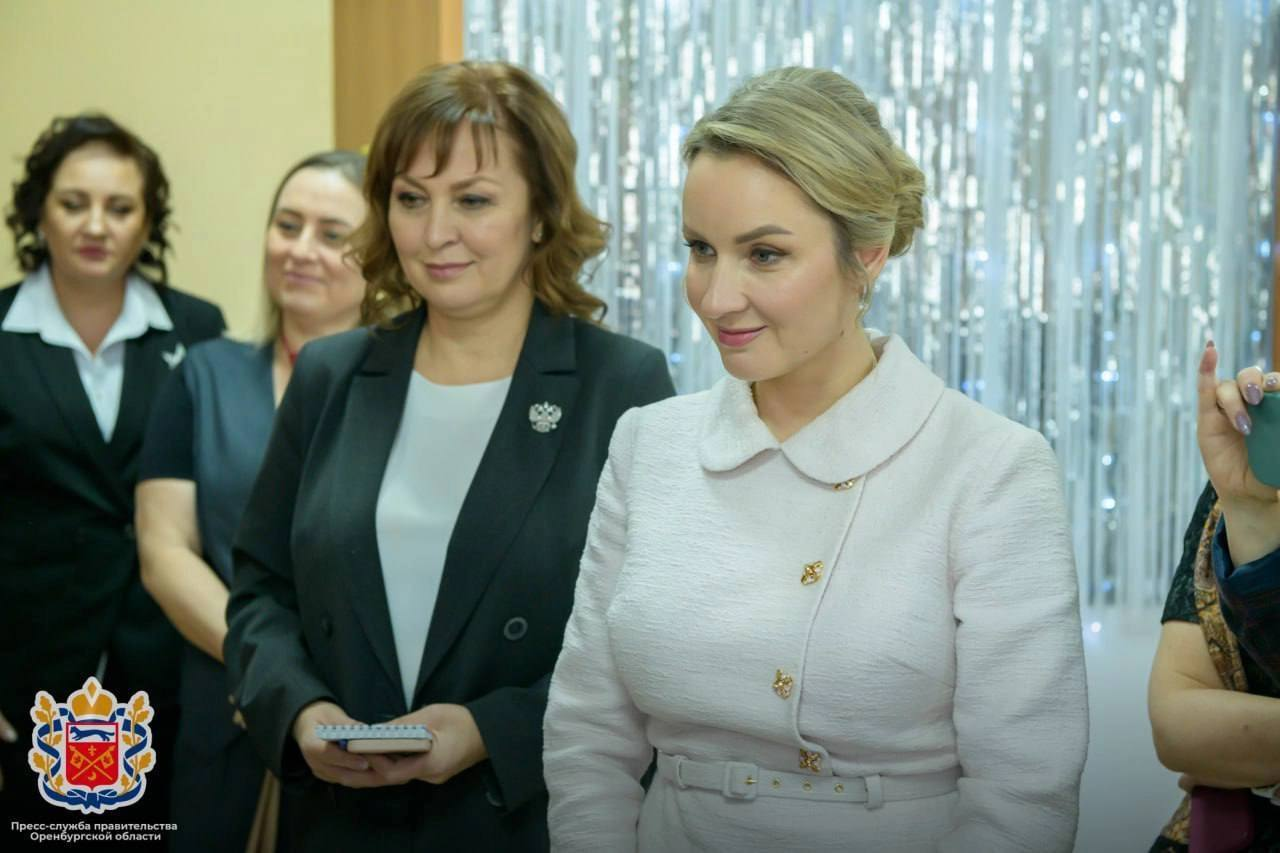 Пресс-служба правительства
Оренбургской области